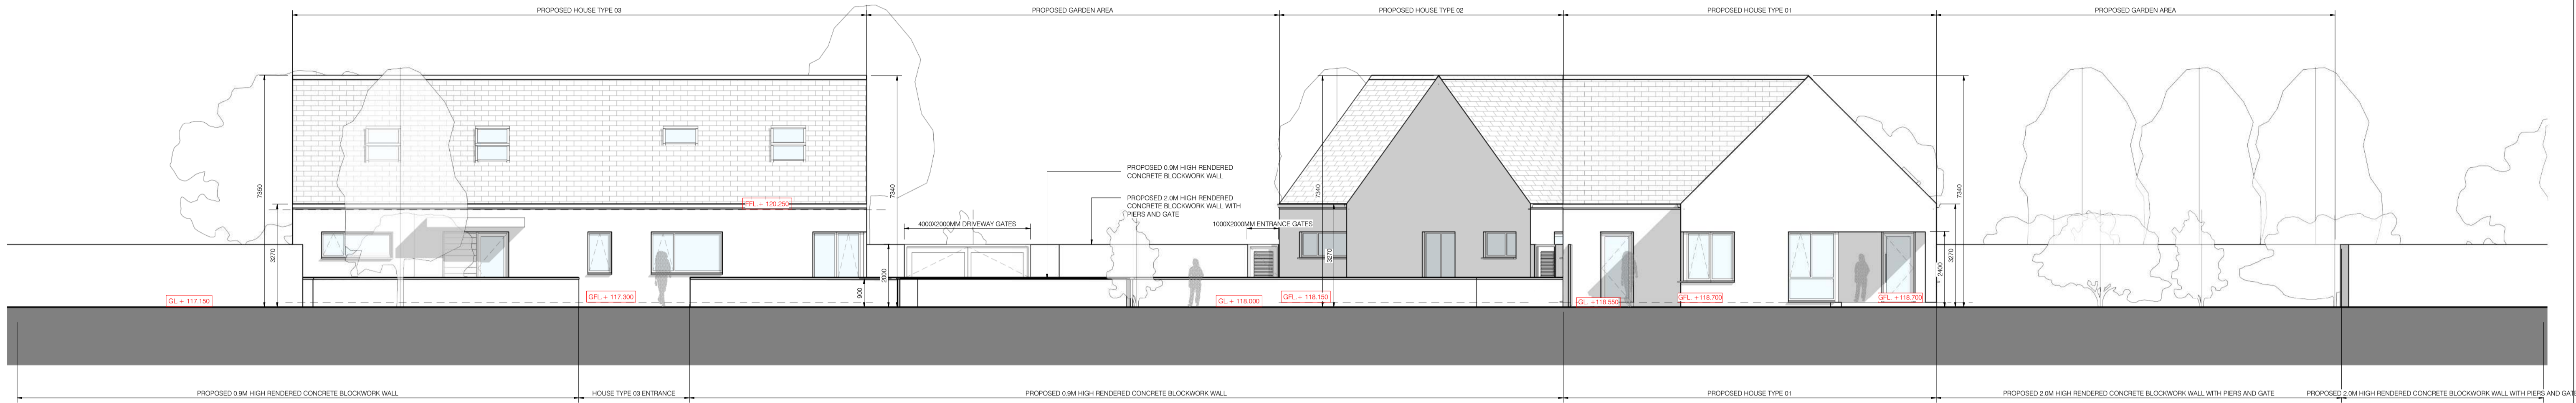 PROPOSED HOUSE TYPE 03
PROPOSED GARDEN AREA
PROPOSED HOUSE TYPE 02
PROPOSED HOUSE TYPE 01
PROPOSED GARDEN AREA
7350
3270
FFL. + 120.250
7340
2000
900
PROPOSED 0.9M HIGH RENDERED
CONCRETE BLOCKWORK WALL
PROPOSED 2.0M HIGH RENDERED
CONCRETE BLOCKWORK WALL WITH
PIERS AND GATE
4000X2000MM DRIVEWAY GATES
1000X2000MM ENTRANCE GATES
7340
3270
7340
2400
3270
GL + 117.150
GFL + 117.300
GL + 118.000
GFL + 118.150
GL. +118.550
GFL. +118.700
GFL. +118.700
PROPOSED 0.9M HIGH RENDERED CONCRETE BLOCKWORK WALL
HOUSE TYPE 03 ENTRANCE
PROPOSED 0.9M HIGH RENDERED CONCRETE BLOCKWORK WALL
PROPOSED HOUSE TYPE 01
PROPOSED 2.0M HIGH RENDERED CONCRETE BLOCKWORK WALL WITH PIERS AND GATE
PROPOSED 2.0M HIGH RENDERED CONCRETE BLOCKWORK WALL WITH PIERS AND GAT